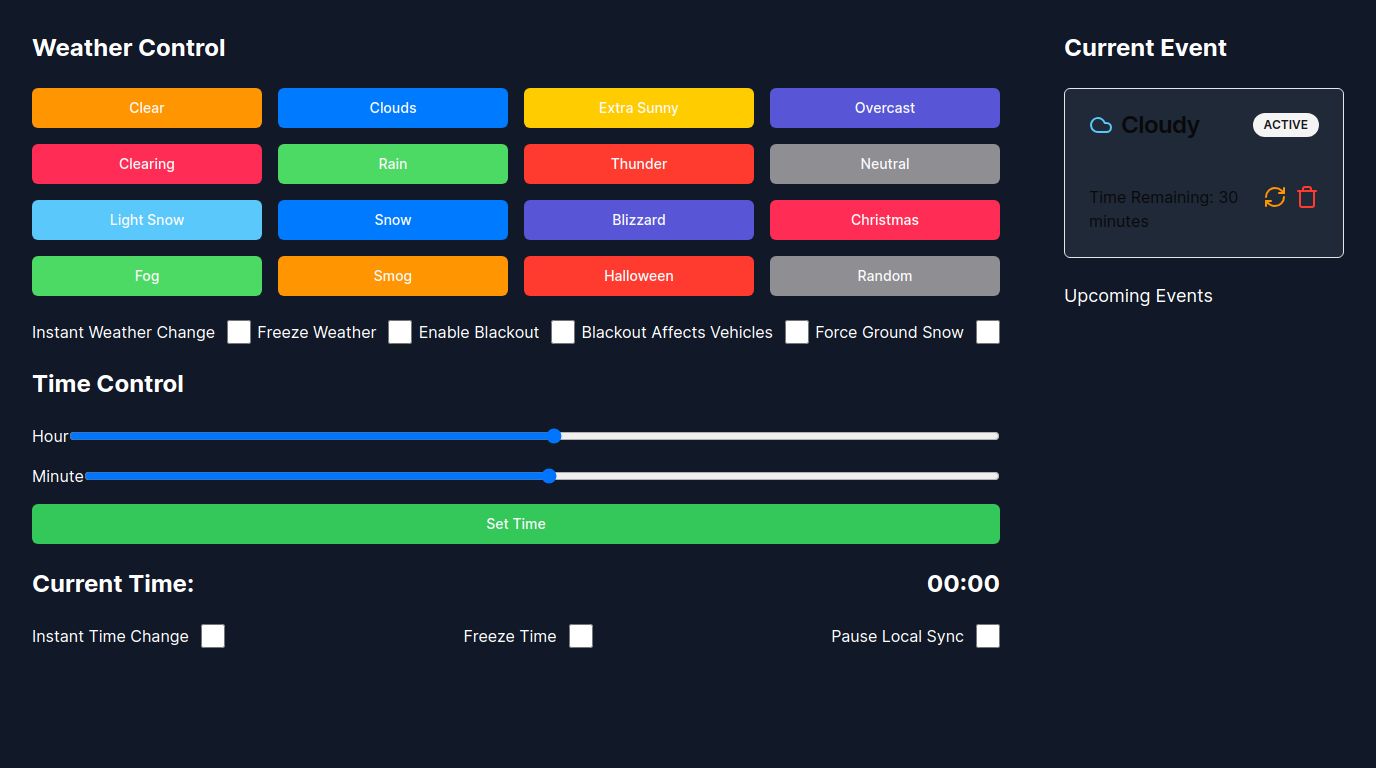 Weather Control
Clear
Clouds
Extra Sunny
Overcast
Clearing
Rain
Thunder
Neutral
Light Snow
Snow
Blizzard
Christmas
Fog
Smog
Halloween
Random
Instant Weather Change
Freeze Weather
Enable Blackout
Blackout Affects Vehicles
Force Ground Snow
Time Control
Hour
Minute
Set Time
Current Time:
00:00
Instant Time Change
Freeze Time
Pause Local Sync
Current Event
Cloudy
ACTIVE
Time Remaining: 30
minutes
Upcoming Events